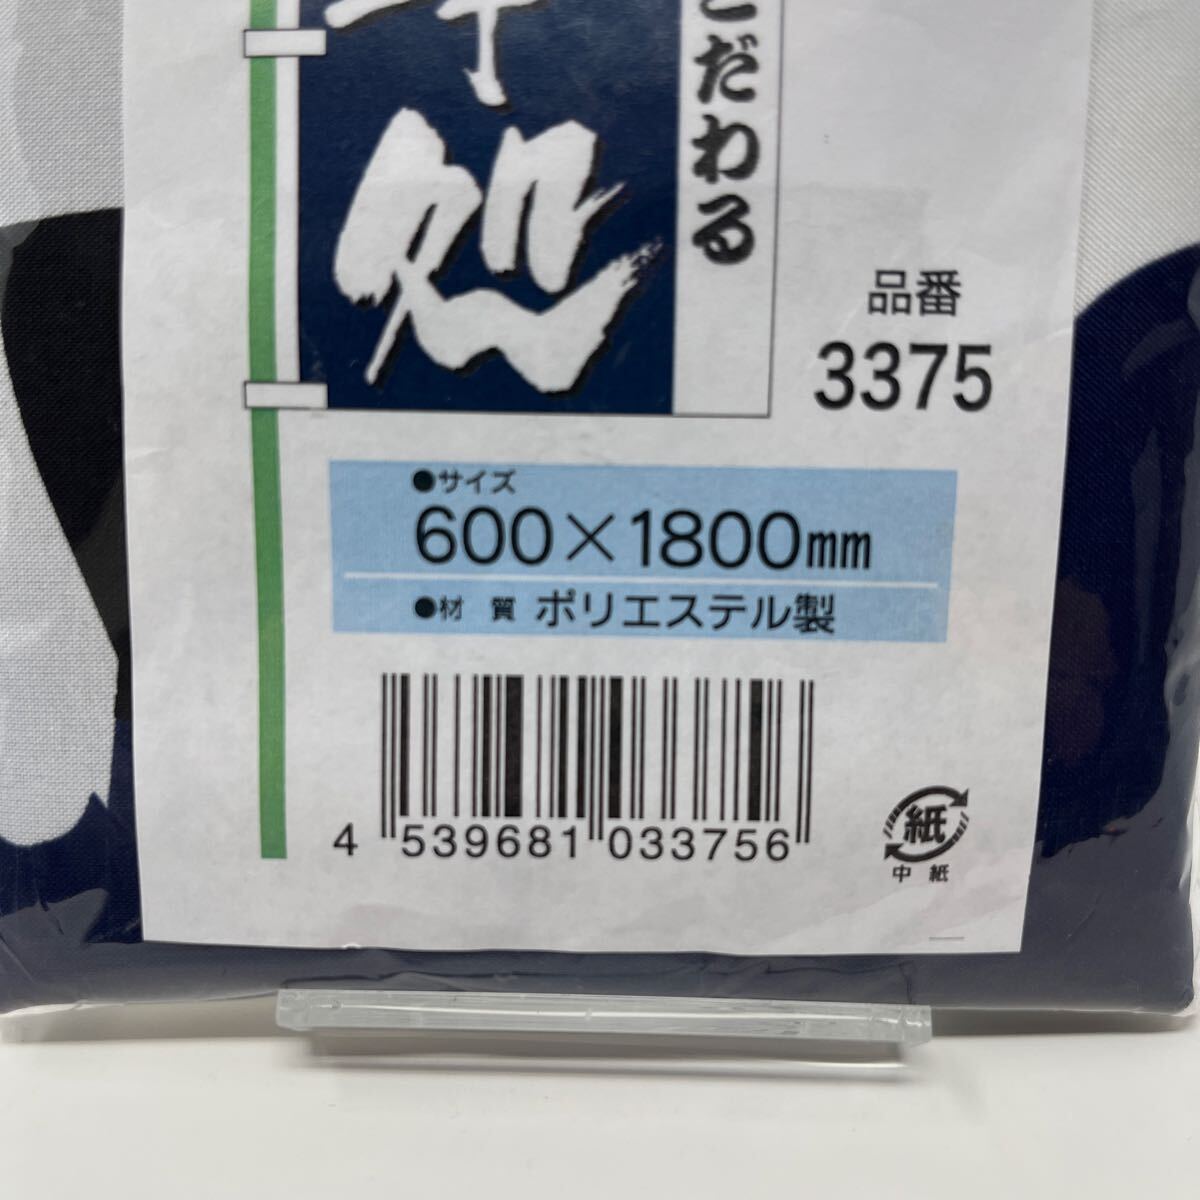 処
こだわる
品番
3375
●サイズ
600×1800mm
●材質 ポリエステル製
4 539681 033756
紙
中紙